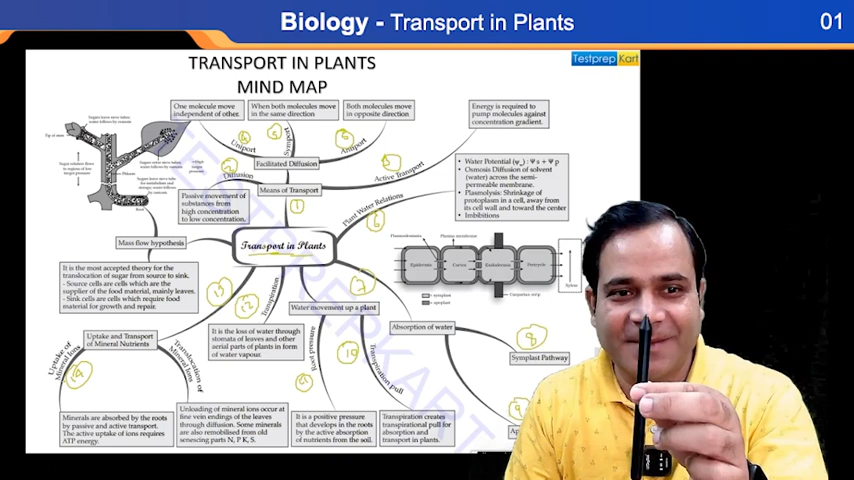 Biology - Transport in Plants
01
TRANSPORT IN PLANTS
MIND MAP
Testprep Kart
One molecule move
independent of other.
When both molecules move
in the same direction
Both molecules move
in opposite direction
Energy is required to
pump molecules against
concentration gradient.
Uniport
Symport
Antiport
Facilitated Diffusion
Diffusion
Active Transport
Means of Transport
Passive movement of
substances from
high concentration
to low concentration.
Plant Water Relations
• Water Potential (ψw) : Ψs + Ψp
• Osmosis Diffusion of solvent
(water) across the semi-
permeable membrane.
• Plasmolysis: Shrinkage of
protoplasm in a cell, away from
its cell wall and toward the center
• Imbibitions
Mass flow hypothesis
Transport in Plants
Plasmodesmata
Plasma membrane
Epidermis
Cortex
Endodermis
Pericycle
Xylem
symplast
apoplast
Casparian strip
It is the most accepted theory for the
translocation of sugar from source to sink.
- Source cells are cells which are the
supplier of the food material, mainly leaves.
- Sink cells are cells which require food
material for growth and repair.
Transpiration
Water movement up a plant
Absorption of water
Uptake and Transport
of Mineral Nutrients
It is the loss of water through
stomata of leaves and other
aerial parts of plants in form
of water vapour.
Symplast Pathway
Uptake of
Mineral Ions
Translocation of
Mineral ions
Root pressure
Transpiration pull
Minerals are absorbed by the roots
by passive and active transport.
The active uptake of ions requires
ATP energy.
Unloading of mineral ions occur at
fine vein endings of the leaves
through diffusion. Some minerals
are also remobilised from old
senescing parts N, P K, S.
It is a positive pressure
that develops in the roots
by the active absorption
of nutrients from the soil.
Transpiration creates
transpirational pull for
absorption and
transport in plants.